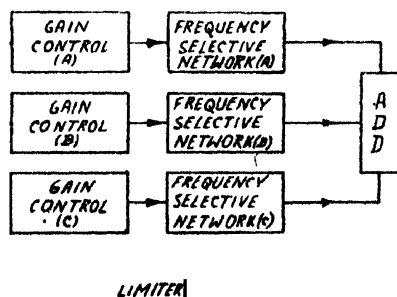 GAIN
CONTROL
(A)
FREQUENCY
SELECTIVE
NETWORK(A)
GAIN
CONTROL
(B)
FREQUENCY
SELECTIVE
NETWORK(B)
GAIN
CONTROL
(C)
FREQUENCY
SELECTIVE
NETWORK(C)
A
D
D
LIMITER